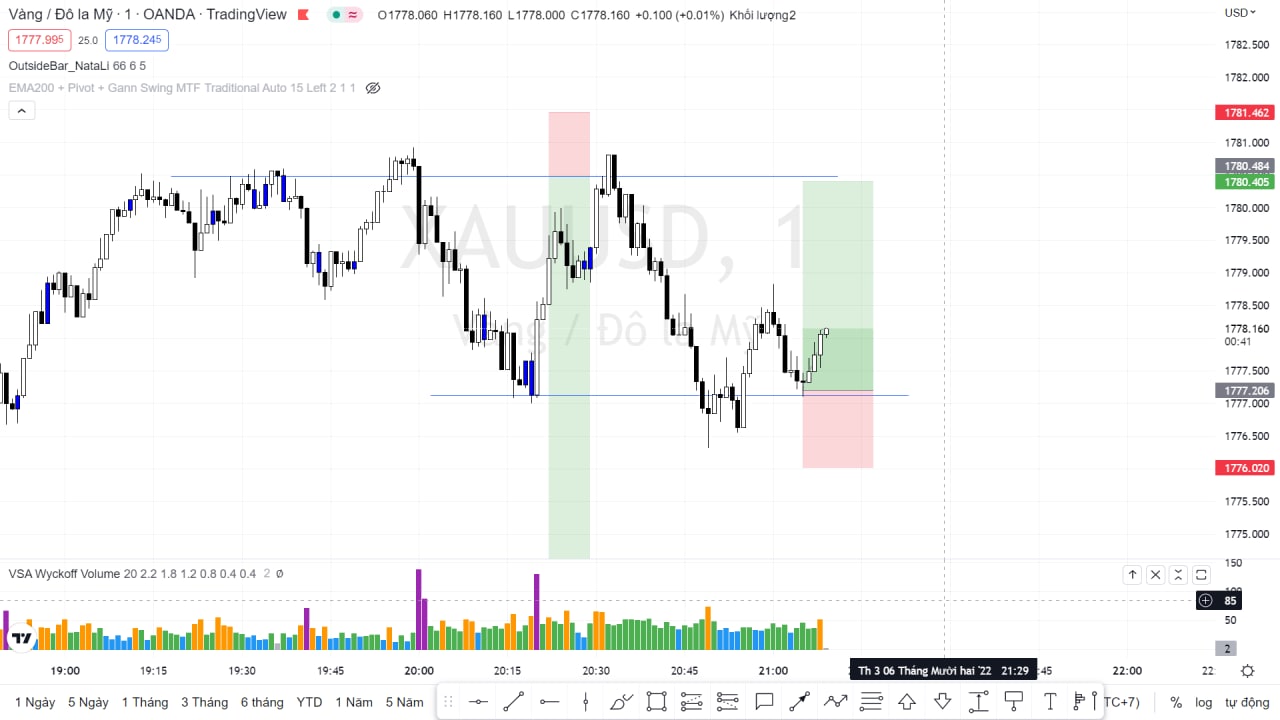 Vàng / Đô la Mỹ · 1 · OANDA · TradingView O1778.060 H1778.160 L1778.000 C1778.160 +0.100 (+0.01%) Khối lượng2
USD
1777.995 25.0 1778.245
OutsideBar_NataLi 66 6 5
EMA200 + Pivot + Gann Swing MTF Traditional Auto 15 Left 2 1 1
XAUUSD, 1
Vàng / Đô la Mỹ
1782.500
1782.000
1781.462
1781.000
1780.484
1780.405
1780.000
1779.500
1779.000
1778.500
1778.160
00:41
1777.500
1777.206
1777.000
1776.500
1776.020
1775.500
1775.000
VSA Wyckoff Volume 20 2.2 1.8 1.2 0.8 0.4 0.4 2 ø
150
85
50
2
19:00 19:15 19:30 19:45 20:00 20:15 20:30 20:45 21:00 Th 3 06 Tháng Mười hai '22 21:29 :45 22:00 22:
1 Ngày 5 Ngày 1 Tháng 3 Tháng 6 tháng YTD 1 Năm 5 Năm TC+7) % log tự động